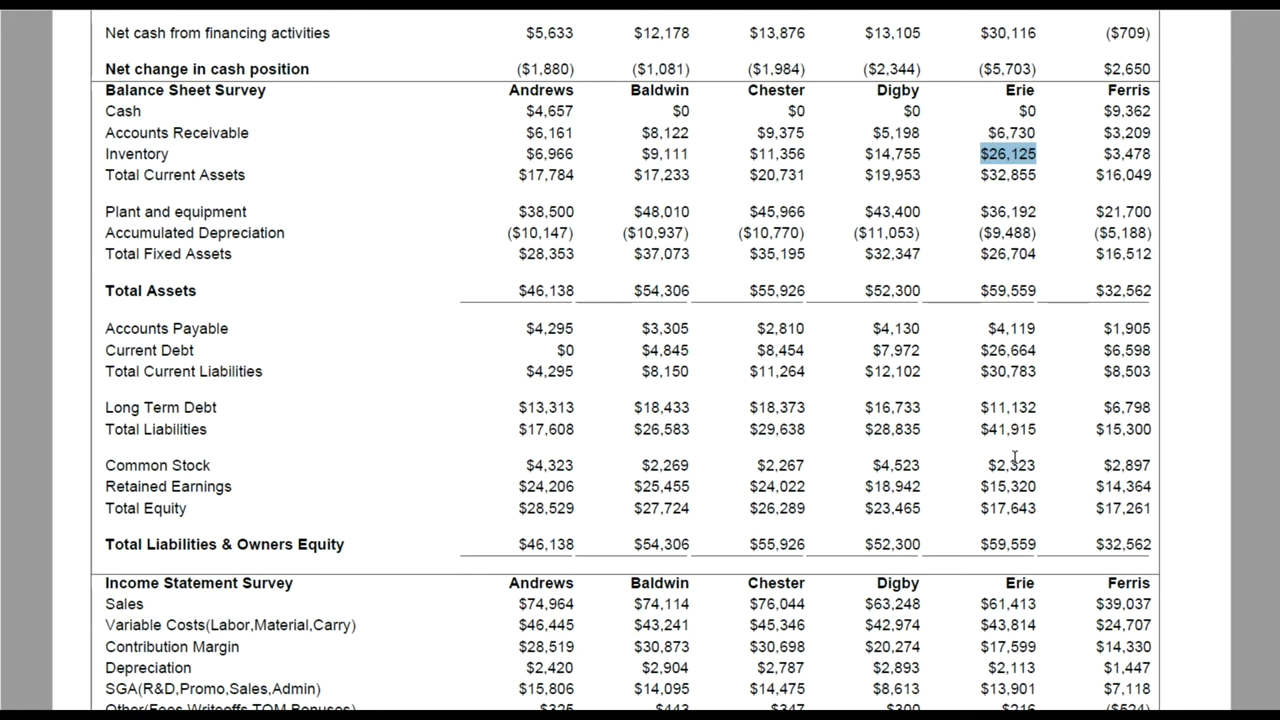 Net cash from financing activities $5,633 $12,178 $13,876 $13,105 $30,116 ($709)
Net change in cash position ($1,880) ($1,081) ($1,984) ($2,344) ($5,703) $2,650
Balance Sheet Survey Andrews Baldwin Chester Digby Erie Ferris
Cash $4,657 $0 $0 $0 $0 $9,362
Accounts Receivable $6,161 $8,122 $9,375 $5,198 $6,730 $3,209
Inventory $6,966 $9,111 $11,356 $14,755 $26,125 $3,478
Total Current Assets $17,784 $17,233 $20,731 $19,953 $32,855 $16,049
Plant and equipment $38,500 $48,010 $45,966 $43,400 $36,192 $21,700
Accumulated Depreciation ($10,147) ($10,937) ($10,770) ($11,053) ($9,488) ($5,188)
Total Fixed Assets $28,353 $37,073 $35,195 $32,347 $26,704 $16,512
Total Assets $46,138 $54,306 $55,926 $52,300 $59,559 $32,562
Accounts Payable $4,295 $3,305 $2,810 $4,130 $4,119 $1,905
Current Debt $0 $4,845 $8,454 $7,972 $26,664 $6,598
Total Current Liabilities $4,295 $8,150 $11,264 $12,102 $30,783 $8,503
Long Term Debt $13,313 $18,433 $18,373 $16,733 $11,132 $6,798
Total Liabilities $17,608 $26,583 $29,638 $28,835 $41,915 $15,300
Common Stock $4,323 $2,269 $2,267 $4,523 $2,323 $2,897
Retained Earnings $24,206 $25,455 $24,022 $18,942 $15,320 $14,364
Total Equity $28,529 $27,724 $26,289 $23,465 $17,643 $17,261
Total Liabilities & Owners Equity $46,138 $54,306 $55,926 $52,300 $59,559 $32,562
Income Statement Survey Andrews Baldwin Chester Digby Erie Ferris
Sales $74,964 $74,114 $76,044 $63,248 $61,413 $39,037
Variable Costs(Labor,Material,Carry) $46,445 $43,241 $45,346 $42,974 $43,814 $24,707
Contribution Margin $28,519 $30,873 $30,698 $20,274 $17,599 $14,330
Depreciation $2,420 $2,904 $2,787 $2,893 $2,113 $1,447
SGA(R&D,Promo,Sales,Admin) $15,806 $14,095 $14,475 $8,613 $13,901 $7,118
Other(Fees,Writeoffs,TQM,Bonuses) $325 $443 $347 $300 $216 ($524)